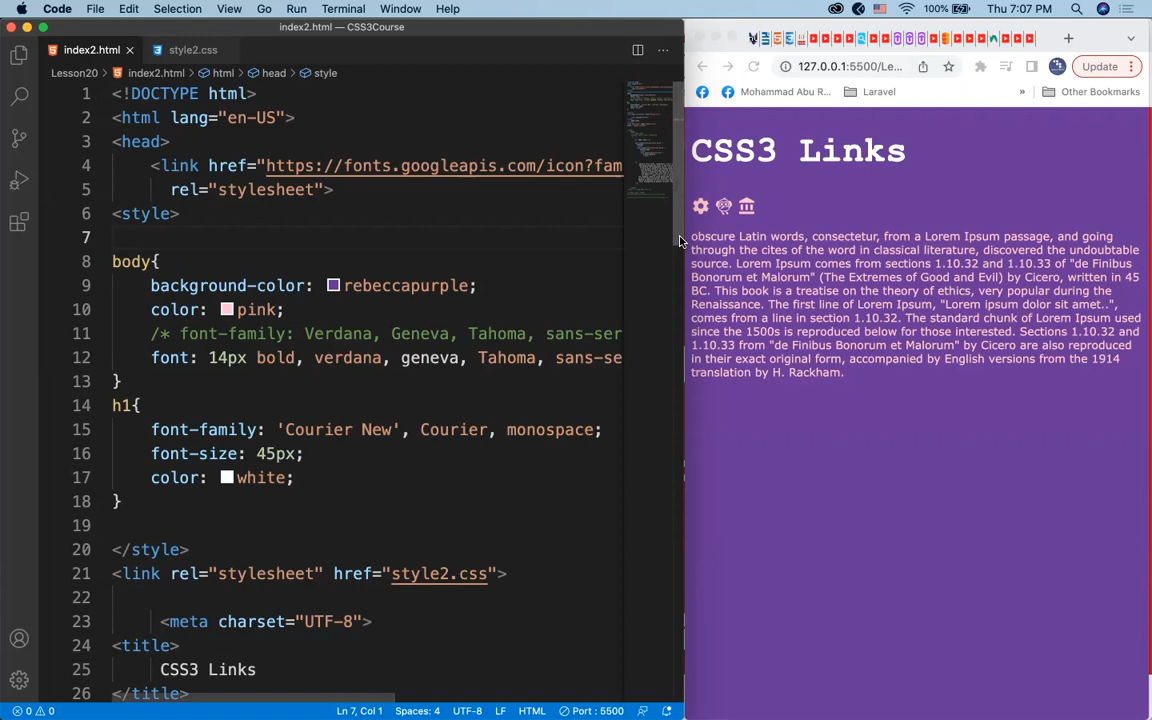 Code File Edit Selection View Go Run Terminal Window Help 100% Thu 7:07 PM
index2.html — CSS3Course
index2.html style2.css
Lesson20 index2.html html head style
1 <!DOCTYPE html>
2 <html lang="en-US">
3 <head>
4 <link href="https://fonts.googleapis.com/icon?fam
5 rel="stylesheet">
6 <style>
7
8 body{
9 background-color: rebeccapurple;
10 color: pink;
11 /* font-family: Verdana, Geneva, Tahoma, sans-ser
12 font: 14px bold, verdana, geneva, Tahoma, sans-se
13 }
14 h1{
15 font-family: 'Courier New', Courier, monospace;
16 font-size: 45px;
17 color: white;
18 }
19
20 </style>
21 <link rel="stylesheet" href="style2.css">
22
23 <meta charset="UTF-8">
24 <title>
25 CSS3 Links
26 </title>
0 0 Ln 7, Col 1 Spaces: 4 UTF-8 LF HTML Port : 5500
127.0.0.1:5500/Le... Update
Mohammad Abu R... Laravel » Other Bookmarks
CSS3 Links
obscure Latin words, consectetur, from a Lorem Ipsum passage, and going
through the cites of the word in classical literature, discovered the undoubtable
source. Lorem Ipsum comes from sections 1.10.32 and 1.10.33 of "de Finibus
Bonorum et Malorum" (The Extremes of Good and Evil) by Cicero, written in 45
BC. This book is a treatise on the theory of ethics, very popular during the
Renaissance. The first line of Lorem Ipsum, "Lorem ipsum dolor sit amet..",
comes from a line in section 1.10.32. The standard chunk of Lorem Ipsum used
since the 1500s is reproduced below for those interested. Sections 1.10.32 and
1.10.33 from "de Finibus Bonorum et Malorum" by Cicero are also reproduced
in their exact original form, accompanied by English versions from the 1914
translation by H. Rackham.